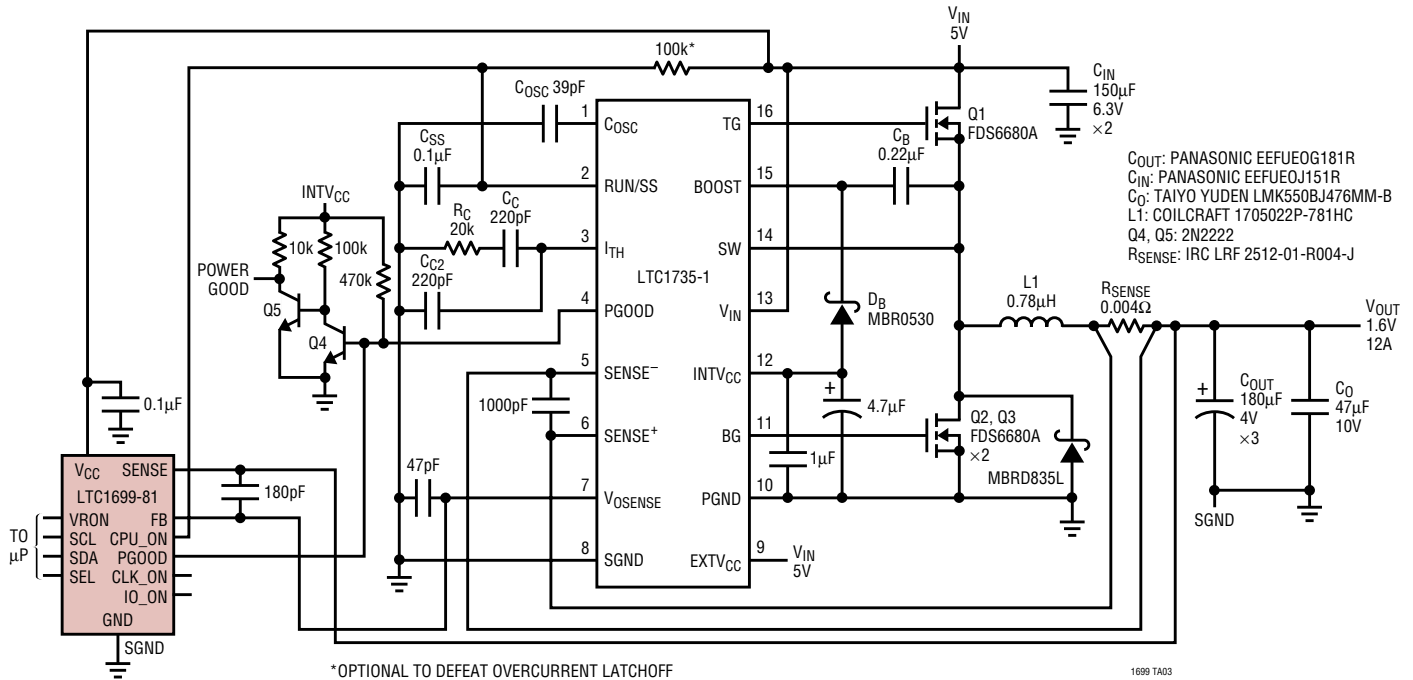 VIN
5V
100k*
COSC 39pF
CIN
150µF
6.3V
×2
1
COSC
TG
16
Q1
FDS6680A
CSS
0.1µF
CB
0.22µF
COUT: PANASONIC EEFUEOG181R
CIN: PANASONIC EEFUEOJ151R
CO: TAIYO YUDEN LMK550BJ476MM-B
L1: COILCRAFT 1705022P-781HC
Q4, Q5: 2N2222
RSENSE: IRC LRF 2512-01-R004-J
2
RUN/SS
BOOST
15
INTVCC
RC
20k
CC
220pF
3
ITH
SW
14
10k
100k
470k
CC2
220pF
LTC1735-1
POWER
GOOD
Q5
Q4
4
PGOOD
VIN
13
DB
MBR0530
L1
0.78µH
RSENSE
0.004Ω
VOUT
1.6V
12A
5
SENSE–
INTVCC
12
1000pF
+
4.7µF
+
COUT
180µF
4V
×3
CO
47µF
10V
0.1µF
6
SENSE+
BG
11
Q2, Q3
FDS6680A
×2
1µF
MBRD835L
VCC
SENSE
LTC1699-81
180pF
47pF
7
VOSENSE
PGND
10
SGND
TO
µP
VRON
FB
SCL
CPU_ON
SDA
PGOOD
SEL
CLK_ON
IO_ON
GND
SGND
8
SGND
EXTVCC
9
VIN
5V
*OPTIONAL TO DEFEAT OVERCURRENT LATCHOFF
1699 TA03